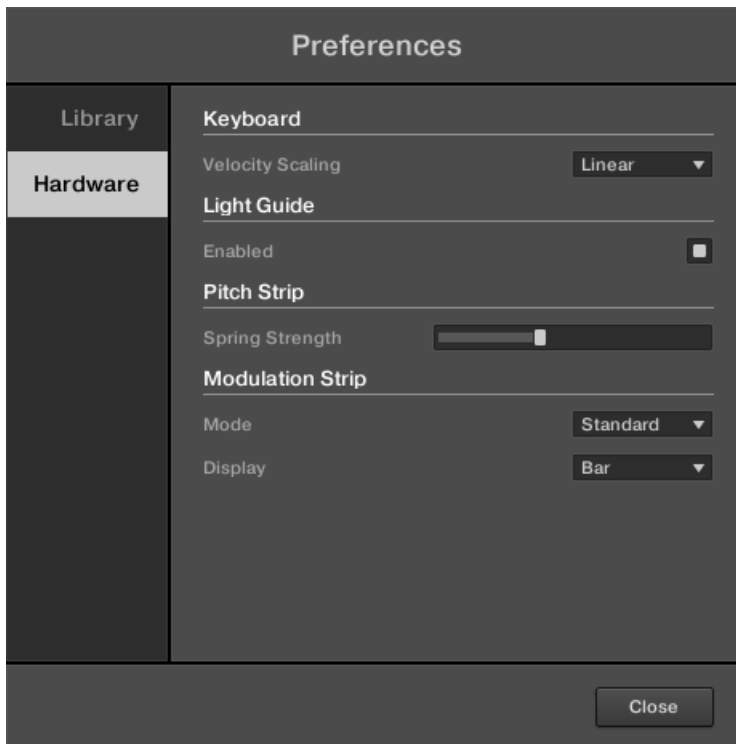 Preferences
Library
Hardware
Keyboard
Velocity Scaling Linear
Light Guide
Enabled
Pitch Strip
Spring Strength
Modulation Strip
Mode Standard
Display Bar
Close